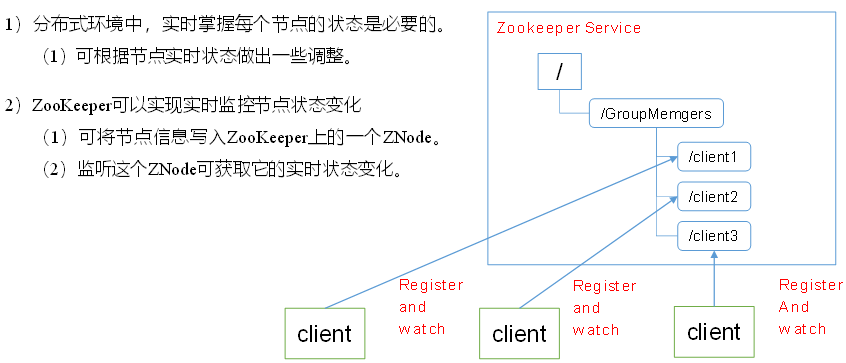 1）分布式环境中，实时掌握每个节点的状态是必要的。
（1）可根据节点实时状态做出一些调整。
2）ZooKeeper可以实现实时监控节点状态变化
（1）可将节点信息写入ZooKeeper上的一个ZNode。
（2）监听这个ZNode可获取它的实时状态变化。
Zookeeper Service
/
/GroupMemgers
/client1
/client2
/client3
Register
and
watch
Register
and
watch
Register
And
watch
client
client
client